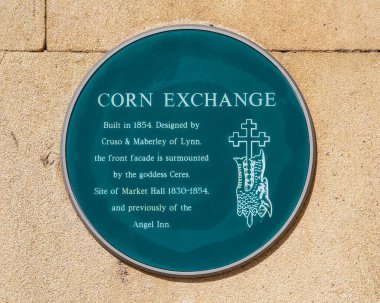 CORN EXCHANGE
Built in 1854. Designed by
Cruso & Maberley of Lynn,
the front facade is surmounted
by the goddess Ceres.
Site of Market Hall 1830-1854,
and previously of the
Angel Inn.